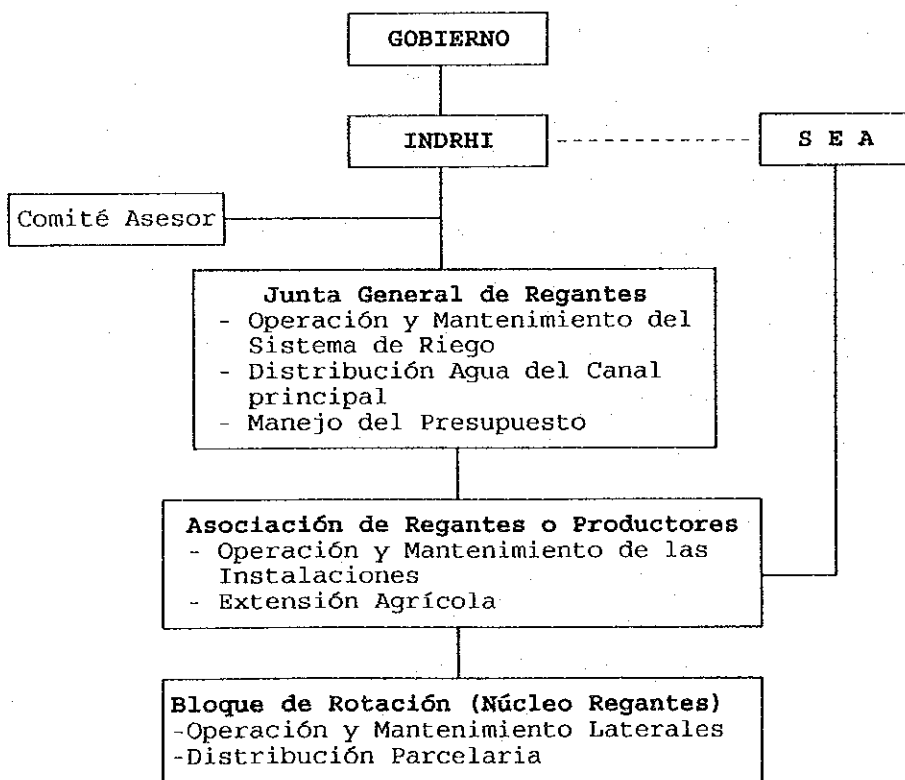 GOBIERNO
INDRHI
S E A
Comité Asesor
Junta General de Regantes
- Operación y Mantenimiento del
Sistema de Riego
- Distribución Agua del Canal
principal
- Manejo del Presupuesto
Asociación de Regantes o Productores
- Operación y Mantenimiento de las
Instalaciones
- Extensión Agrícola
Bloque de Rotación (Núcleo Regantes)
-Operación y Mantenimiento Laterales
-Distribución Parcelaria